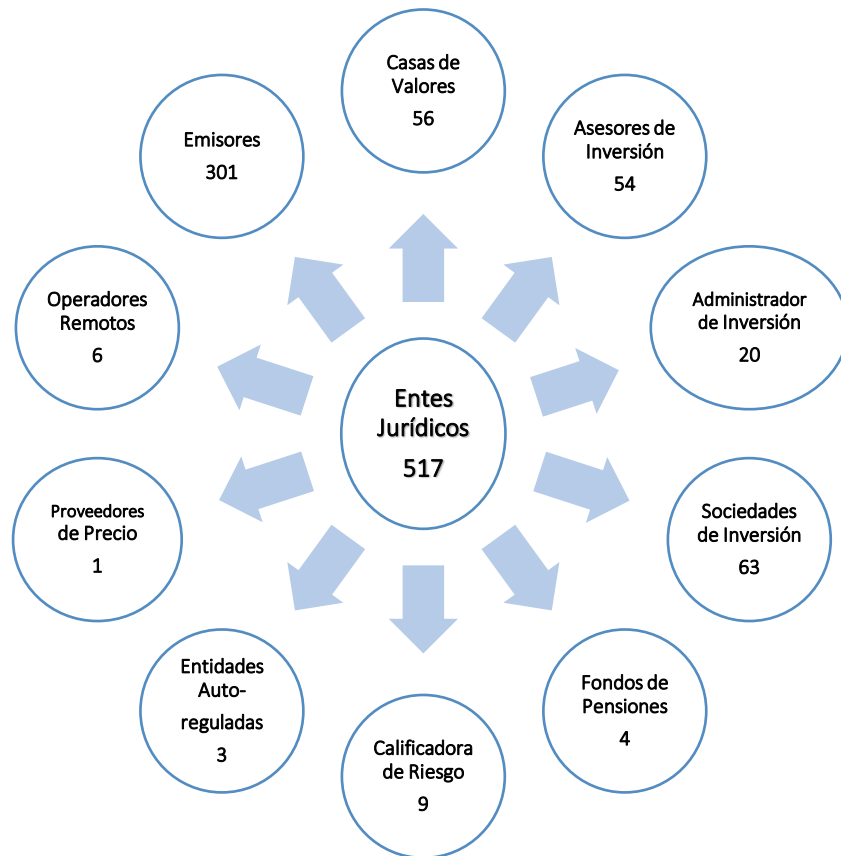 Casas de
Valores
56
Asesores de
Inversión
54
Administrador
de Inversión
20
Sociedades
de Inversión
63
Fondos de
Pensiones
4
Calificadora
de Riesgo
9
Entidades
Auto-
reguladas
3
Proveedores
de Precio
1
Operadores
Remotos
6
Emisores
301
Entes
Jurídicos
517